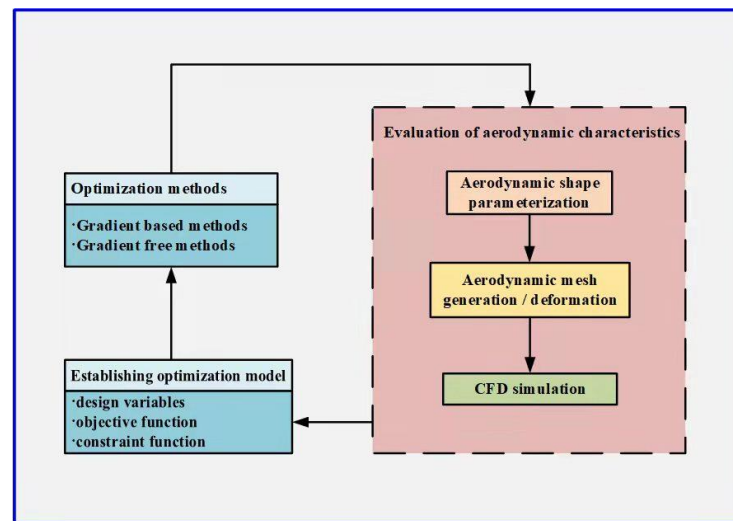 Evaluation of aerodynamic characteristics
Aerodynamic shape
parameterization
Aerodynamic mesh
generation / deformation
CFD simulation
Optimization methods
·Gradient based methods
·Gradient free methods
Establishing optimization model
·design variables
·objective function
·constraint function